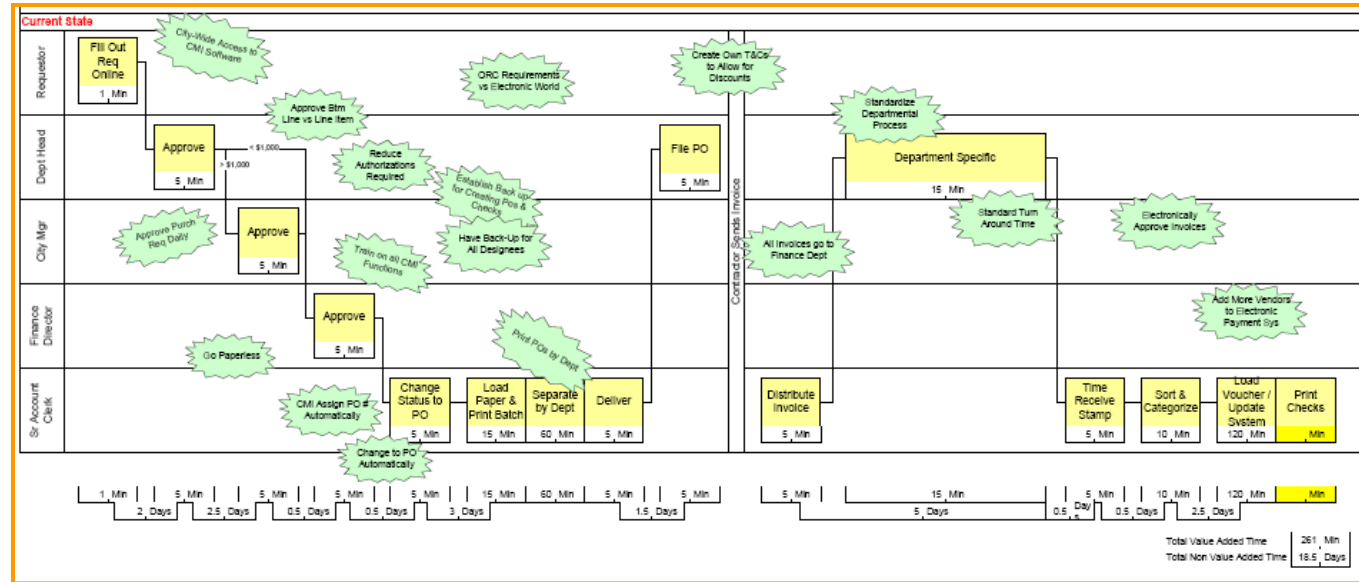 Current State
Requestor
Fill Out
Req
Online
1 Min
City-Wide Access to
CMI Software
ORC Requirements
vs Electronic World
Create Own T&Cs
to Allow for
Discounts
Approve Btm
Line vs Line Item
Standardize
Departmental
Process
Dept Head
Approve
5 Min
< $1,000
> $1,000
Reduce
Authorizations
Required
Establish Back up
for Creating Pos &
Checks
File PO
5 Min
Department Specific
15 Min
City Mgr
Approve Purch
Req Daily
Approve
5 Min
Train on all CMI
Functions
Have Back-Up for
All Designees
Contractor Sends Invoice
All Invoices go to
Finance Dept
Standard Turn
Around Time
Electronically
Approve Invoices
Finance
Director
Go Paperless
Approve
5 Min
Print POs by Dept
Add More Vendors
to Electronic
Payment Sys
Sr Account
Clerk
CMI Assign PO #
Automatically
Change to PO
Automatically
Change
Status to
PO
5 Min
Load
Paper &
Print Batch
15 Min
Separate
by Dept
60 Min
Deliver
5 Min
Distribute
Invoice
5 Min
Time
Receive
Stamp
5 Min
Sort &
Categorize
10 Min
Load
Voucher /
Update
System
120 Min
Print
Checks
Min
1 Min 5 Min 5 Min 5 Min 5 Min 15 Min 60 Min 5 Min 5 Min 5 Min 15 Min 5 Min 10 Min 120 Min Min
2 Days 2.5 Days 0.5 Days 0.5 Days 3 Days 1.5 Days 5 Days 0.5 Days 0.5 Days 2.5 Days
Total Value Added Time 261 Min
Total Non Value Added Time 18.5 Days